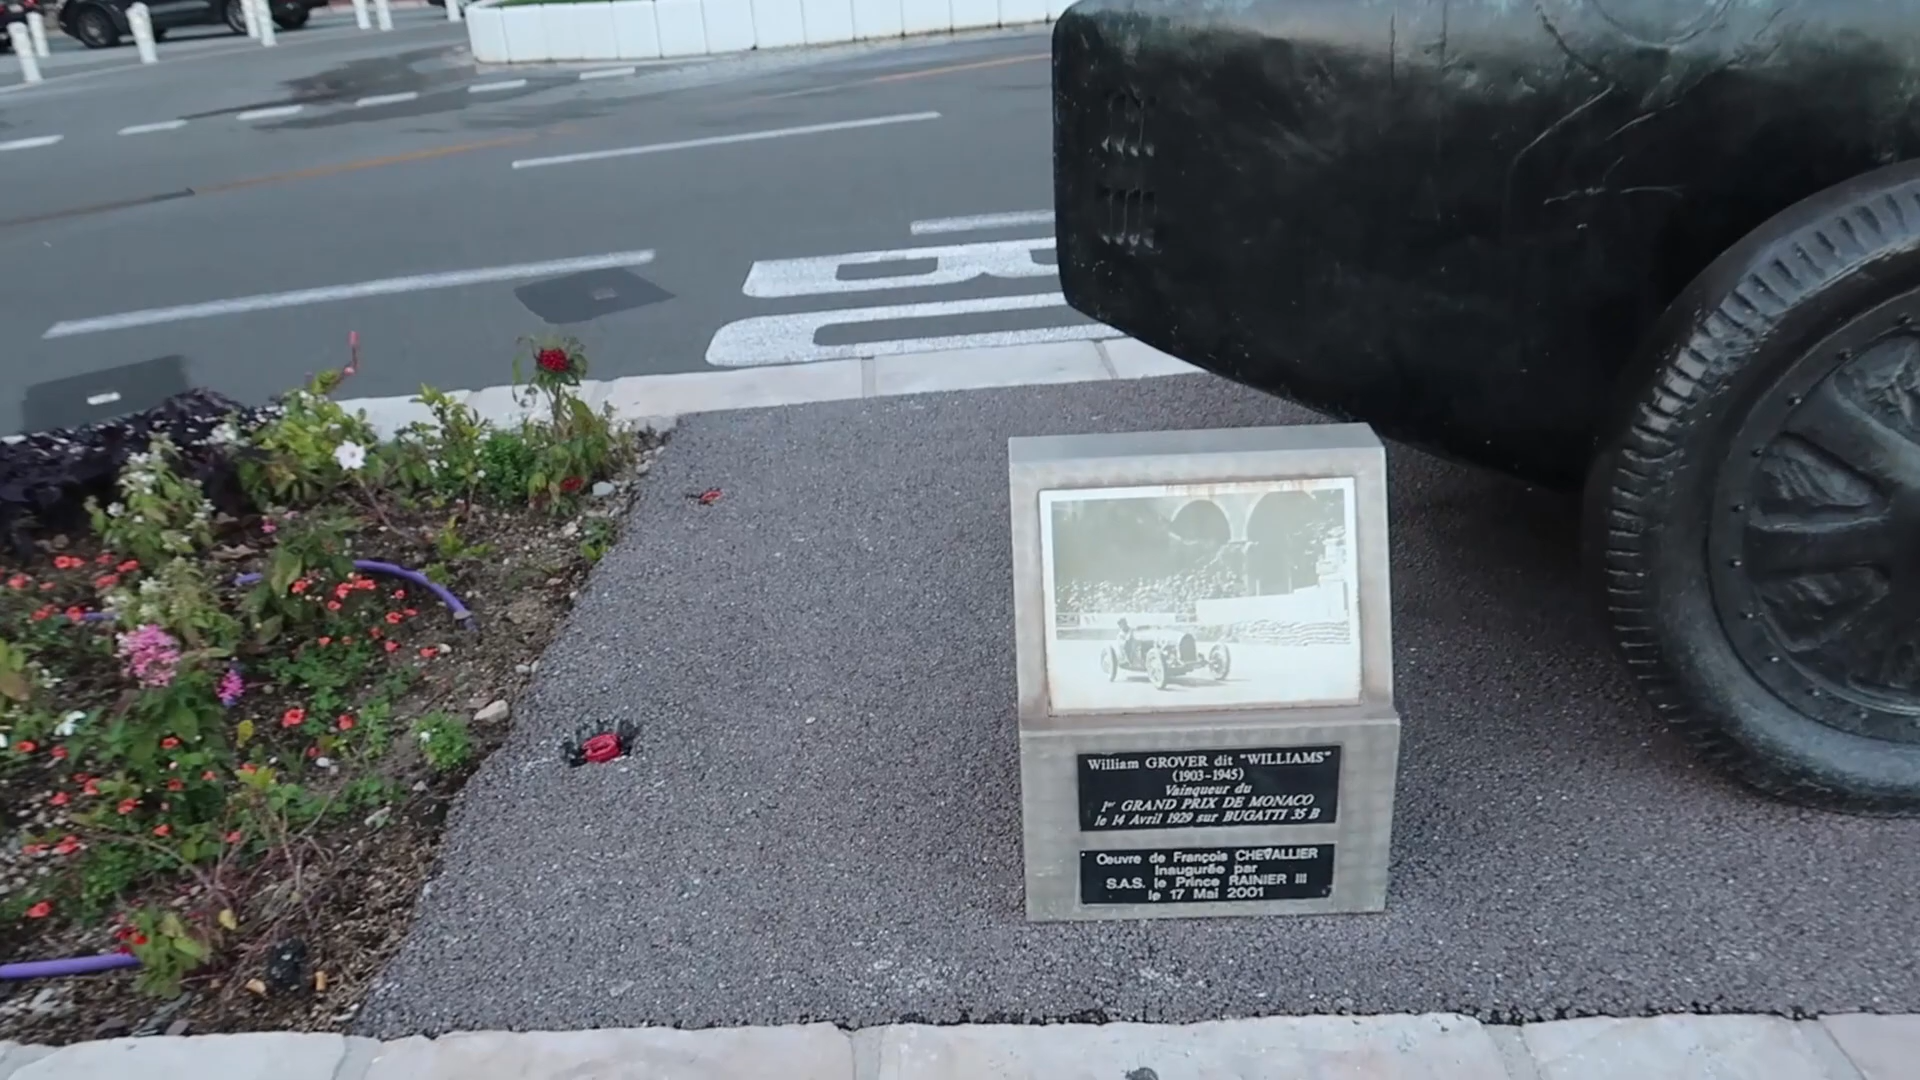 William GROVER dit "WILLIAMS"
(1903-1945)
Vainqueur du
1er GRAND PRIX DE MONACO
le 14 Avril 1929 sur BUGATTI 35 B
Oeuvre de François CHEVALLIER
Inaugurée par
S.A.S. le Prince RAINIER III
le 17 Mai 2001